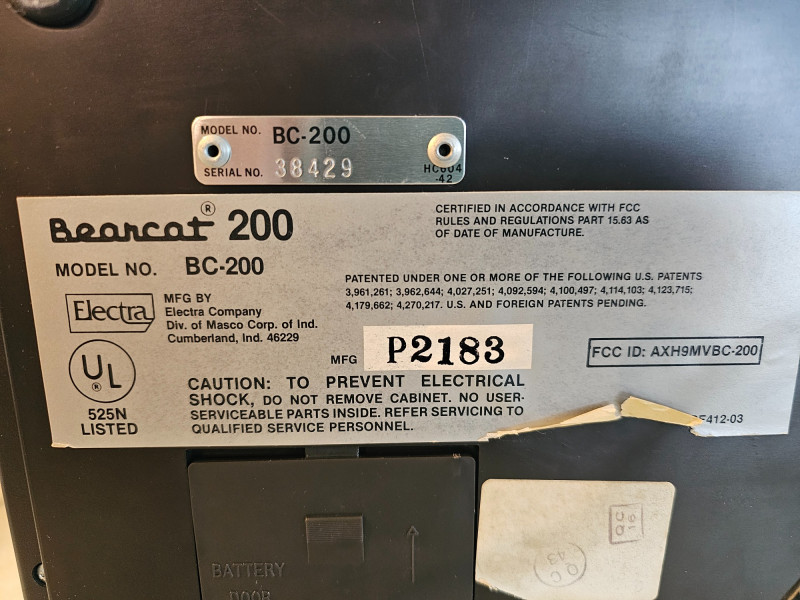 MODEL NO. BC-200
SERIAL NO. 38429
HC004
-42
Bearcat® 200
MODEL NO. BC-200
Electra
MFG BY
Electra Company
Div. of Masco Corp. of Ind.
Cumberland, Ind. 46229
UL
®
525N
LISTED
CERTIFIED IN ACCORDANCE WITH FCC
RULES AND REGULATIONS PART 15.63 AS
OF DATE OF MANUFACTURE.
PATENTED UNDER ONE OR MORE OF THE FOLLOWING U.S. PATENTS
3,961,261; 3,962,644; 4,027,251; 4,092,594; 4,100,497; 4,114,103; 4,123,715;
4,179,662; 4,270,217. U.S. AND FOREIGN PATENTS PENDING.
MFG P2183
FCC ID: AXH9MVBC-200
CAUTION: TO PREVENT ELECTRICAL
SHOCK, DO NOT REMOVE CABINET. NO USER-
SERVICEABLE PARTS INSIDE. REFER SERVICING TO
QUALIFIED SERVICE PERSONNEL.
412-03
BATTERY
DOOR
QC
43